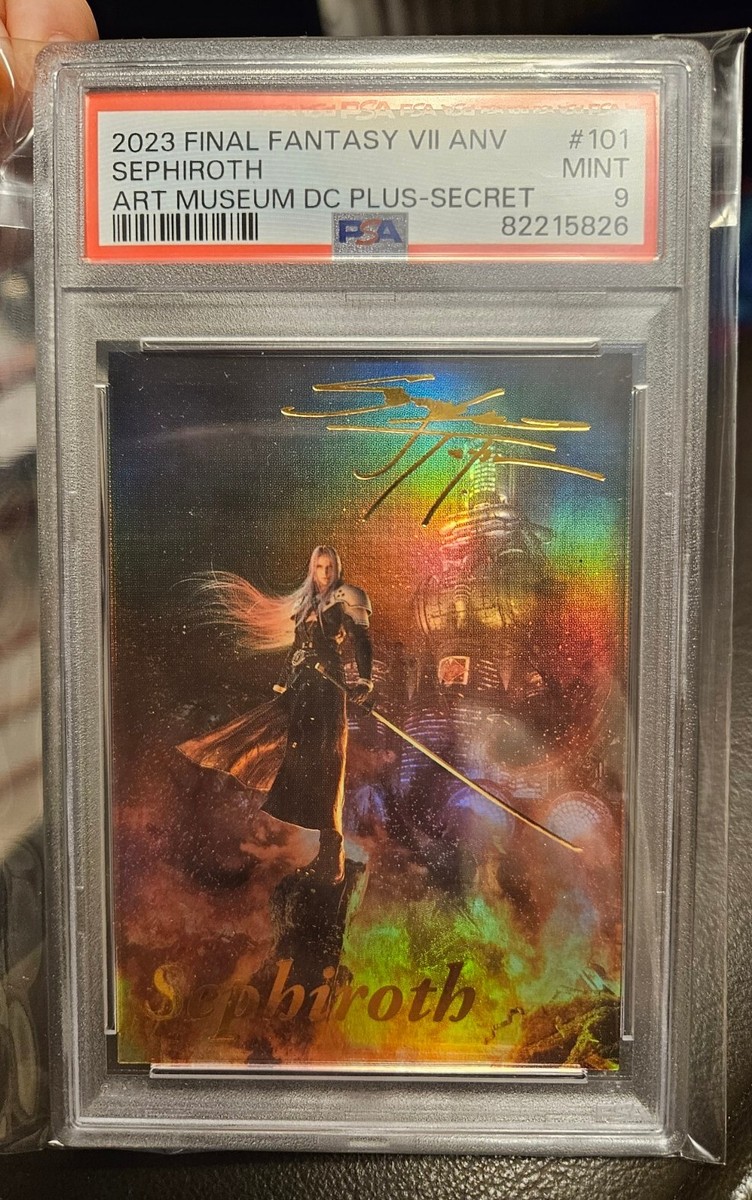 2023 FINAL FANTASY VII ANV #101
SEPHIROTH MINT
ART MUSEUM DC PLUS-SECRET 9
PSA 82215826
Sephiroth